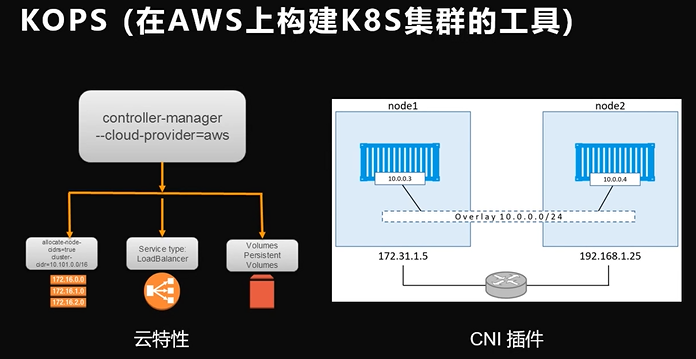 KOPS (在AWS上构建K8S集群的工具)
controller-manager
--cloud-provider=aws
allocate-node-
cidrs=true
cluster-
cidr=10.101.0.0/16
172.16.0.0
172.16.1.0
172.16.2.0
Service type:
LoadBalancer
Volumes
Persistent
Volumes
云特性
node1
node2
10.0.0.3
10.0.0.4
Overlay 10.0.0.0/24
172.31.1.5
192.168.1.25
CNI 插件